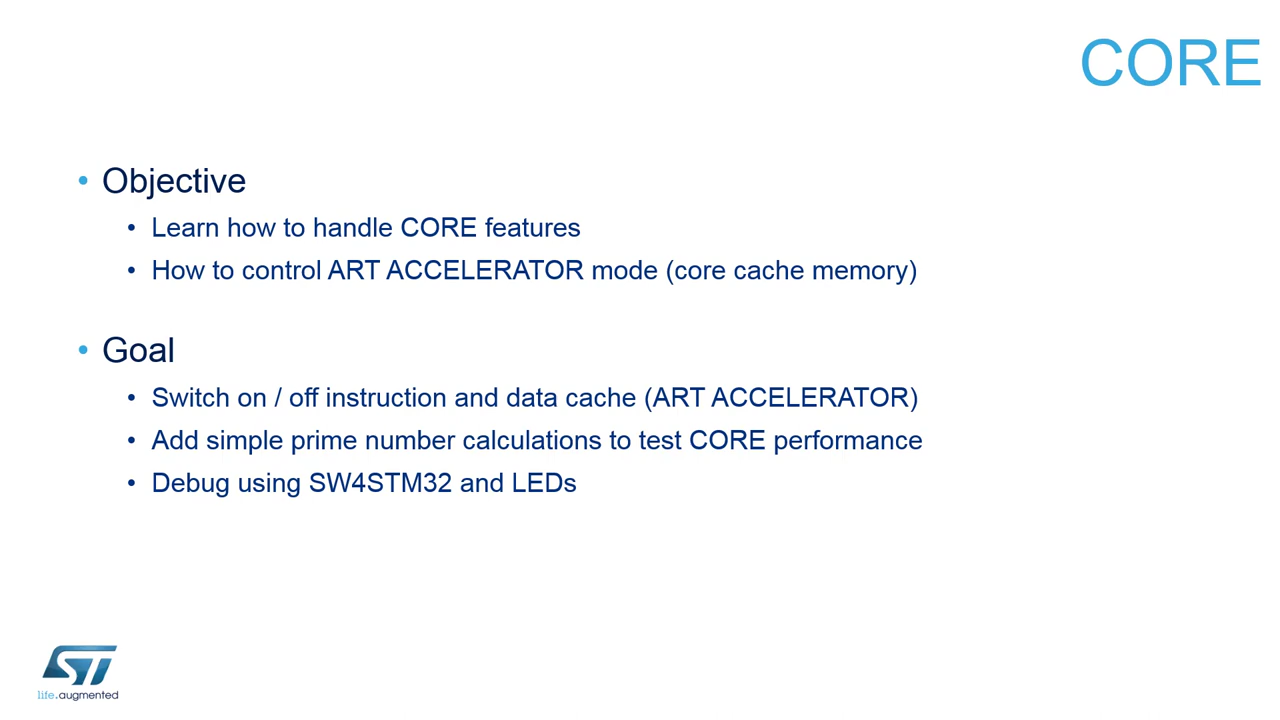 CORE
• Objective
• Learn how to handle CORE features
• How to control ART ACCELERATOR mode (core cache memory)
• Goal
• Switch on / off instruction and data cache (ART ACCELERATOR)
• Add simple prime number calculations to test CORE performance
• Debug using SW4STM32 and LEDs
ST
life.augmented